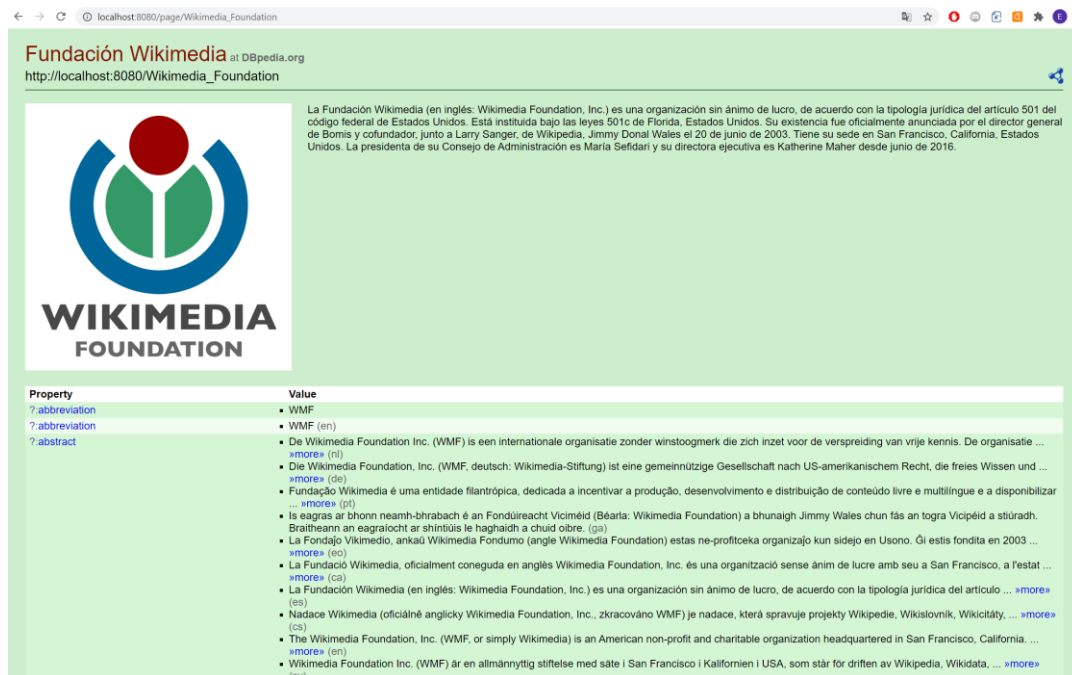 localhost:8080/page/Wikimedia_Foundation
Fundación Wikimedia at DBpedia.org
http://localhost:8080/Wikimedia_Foundation
La Fundación Wikimedia (en inglés: Wikimedia Foundation, Inc.) es una organización sin ánimo de lucro, de acuerdo con la tipología jurídica del artículo 501 del
código federal de Estados Unidos. Está instituida bajo las leyes 501c de Florida, Estados Unidos. Su existencia fue oficialmente anunciada por el director general
de Bomis y cofundador, junto a Larry Sanger, de Wikipedia, Jimmy Donal Wales el 20 de junio de 2003. Tiene su sede en San Francisco, California, Estados
Unidos. La presidenta de su Consejo de Administración es María Sefidari y su directora ejecutiva es Katherine Maher desde junio de 2016.
WIKIMEDIA
FOUNDATION
Property Value
?:abbreviation ▪ WMF
?:abbreviation ▪ WMF (en)
?:abstract ▪ De Wikimedia Foundation Inc. (WMF) is een internationale organisatie zonder winstoogmerk die zich inzet voor de verspreiding van vrije kennis. De organisatie ...
»more» (nl)
▪ Die Wikimedia Foundation, Inc. (WMF, deutsch: Wikimedia-Stiftung) ist eine gemeinnützige Gesellschaft nach US-amerikanischem Recht, die freies Wissen und ...
»more» (de)
▪ Fundação Wikimedia é uma entidade filantrópica, dedicada a incentivar a produção, desenvolvimento e distribuição de conteúdo livre e multilíngue e a disponibilizar
... »more» (pt)
▪ Is eagras ar bhonn neamh-bhrabach é an Fondúireacht Viciméid (Béarla: Wikimedia Foundation) a bhunaigh Jimmy Wales chun fás an togra Vicipéid a stiúradh.
Braitheann an eagraíocht ar shíntiúis le haghaidh a chuid oibre. (ga)
▪ La Fondaĵo Vikimedio, ankaŭ Wikimedia Fondumo (angle Wikimedia Foundation) estas ne-profitceka organizaĵo kun sidejo en Usono. Ĝi estis fondita en 2003 ...
»more» (eo)
▪ La Fundació Wikimedia, oficialment coneguda en anglès Wikimedia Foundation, Inc. és una organització sense ànim de lucre amb seu a San Francisco, a l'estat ...
»more» (ca)
▪ La Fundación Wikimedia (en inglés: Wikimedia Foundation, Inc.) es una organización sin ánimo de lucro, de acuerdo con la tipología jurídica del artículo ... »more»
(es)
▪ Nadace Wikimedia (oficiálně anglicky Wikimedia Foundation, Inc., zkracováno WMF) je nadace, která spravuje projekty Wikipedie, Wikislovník, Wikicitáty, ... »more»
(cs)
▪ The Wikimedia Foundation, Inc. (WMF, or simply Wikimedia) is an American non-profit and charitable organization headquartered in San Francisco, California. ...
»more» (en)
▪ Wikimedia Foundation Inc. (WMF) är en allmännyttig stiftelse med säte i San Francisco i Kalifornien i USA, som står för driften av Wikipedia, Wikidata, ... »more»